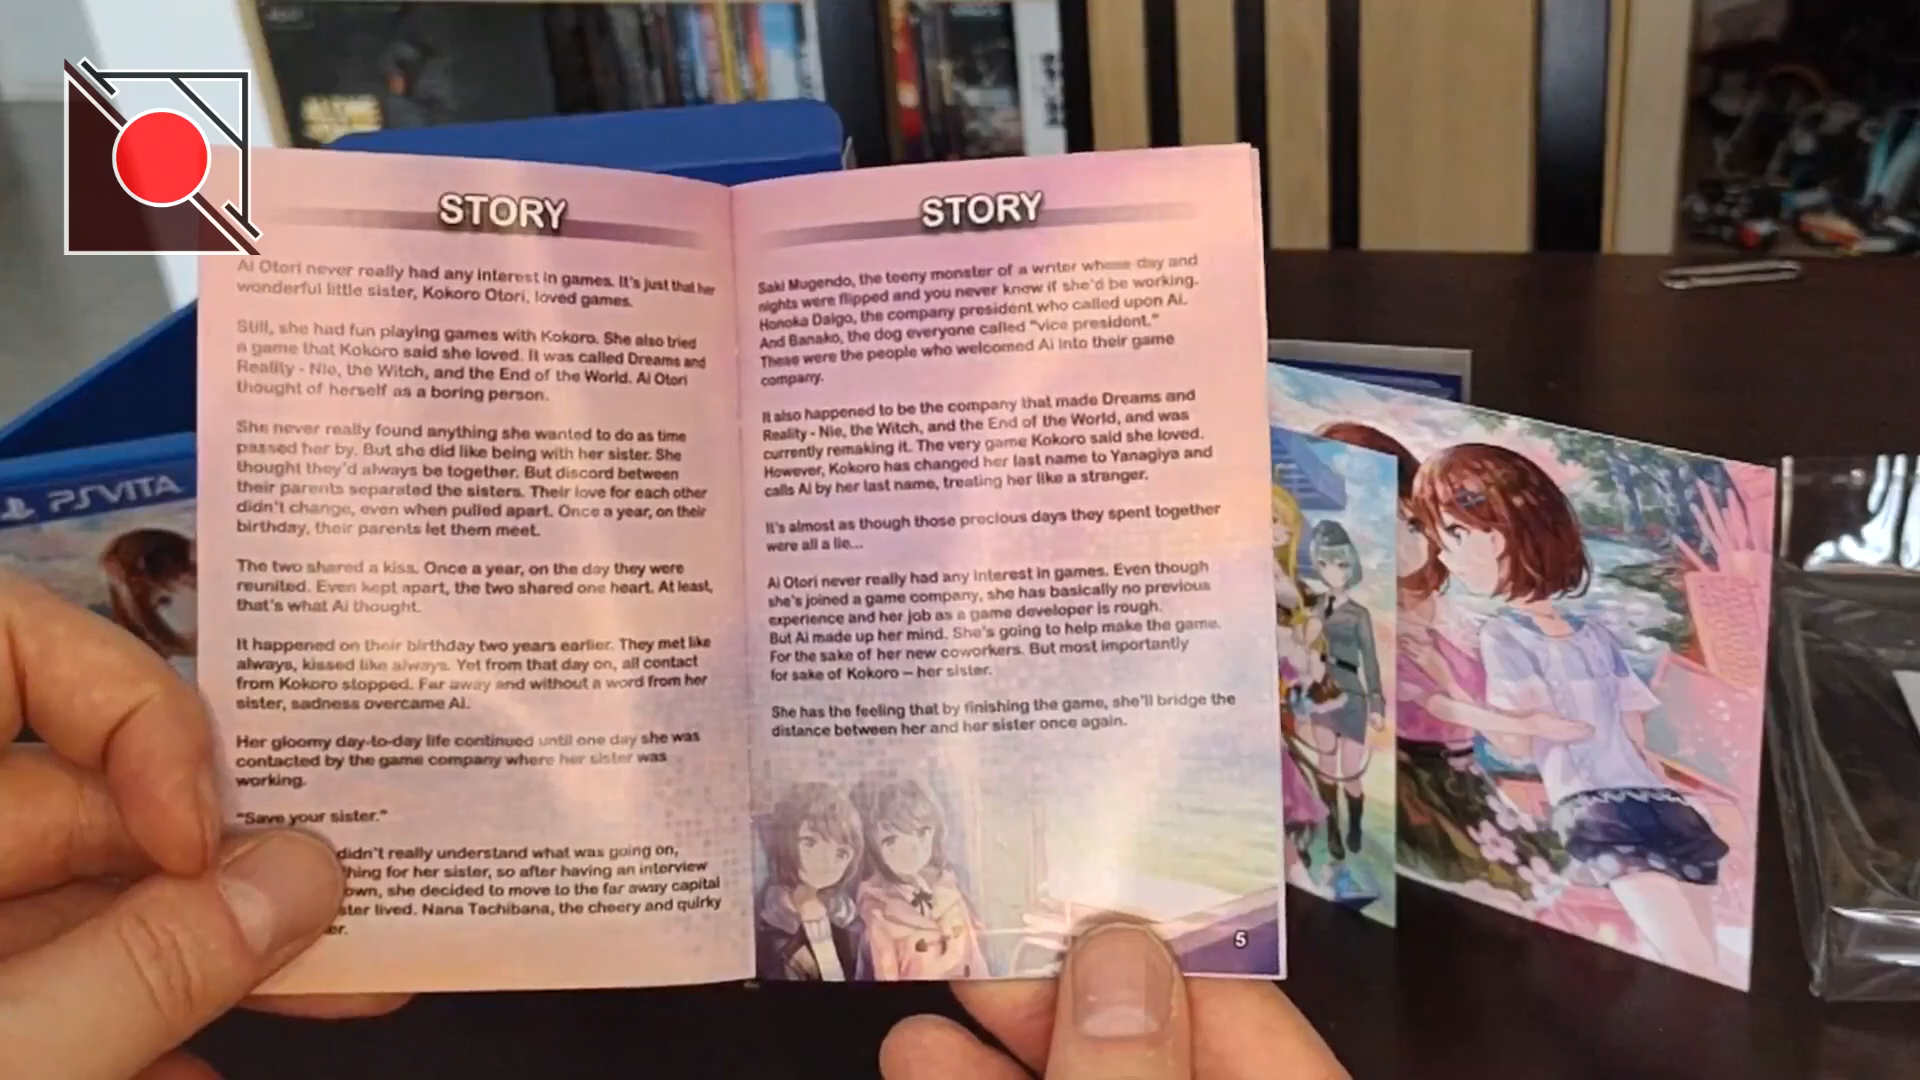 STORY
Ai Otori never really had any interest in games. It's just that her
wonderful little sister, Kokoro Otori, loved games.
Still, she had fun playing games with Kokoro. She also tried
a game that Kokoro said she loved. It was called Dreams and
Reality - Nie, the Witch, and the End of the World. Ai Otori
thought of herself as a boring person.
She never really found anything she wanted to do as time
passed her by. But she did like being with her sister. She
thought they'd always be together. But discord between
their parents separated the sisters. Their love for each other
didn't change, even when pulled apart. Once a year, on their
birthday, their parents let them meet.
The two shared a kiss. Once a year, on the day they were
reunited. Even kept apart, the two shared one heart. At least,
that's what Ai thought.
It happened on their birthday two years earlier. They met like
always, kissed like always. Yet from that day on, all contact
from Kokoro stopped. Far away and without a word from her
sister, sadness overcame Ai.
Her gloomy day-to-day life continued until one day she was
contacted by the game company where her sister was
working.
"Save your sister."
didn't really understand what was going on,
for her sister, so after having an interview
she decided to move to the far away capital
lived. Nana Tachibana, the cheery and quirky
STORY
Saki Mugendo, the teeny monster of a writer whose day and
nights were flipped and you never knew if she'd be working.
Honoka Daigo, the company president who called upon Ai.
And Banako, the dog everyone called "vice president."
These were the people who welcomed Ai into their game
company.
It also happened to be the company that made Dreams and
Reality - Nie, the Witch, and the End of the World, and was
currently remaking it. The very game Kokoro said she loved.
However, Kokoro has changed her last name to Yanagiya and
calls Ai by her last name, treating her like a stranger.
It's almost as though those precious days they spent together
were all a lie...
Ai Otori never really had any interest in games. Even though
she's joined a game company, she has basically no previous
experience and her job as a game developer is rough.
But Ai made up her mind. She's going to help make the game.
For the sake of her new coworkers. But most importantly
for sake of Kokoro — her sister.
She has the feeling that by finishing the game, she'll bridge the
distance between her and her sister once again.
5
PSVITA